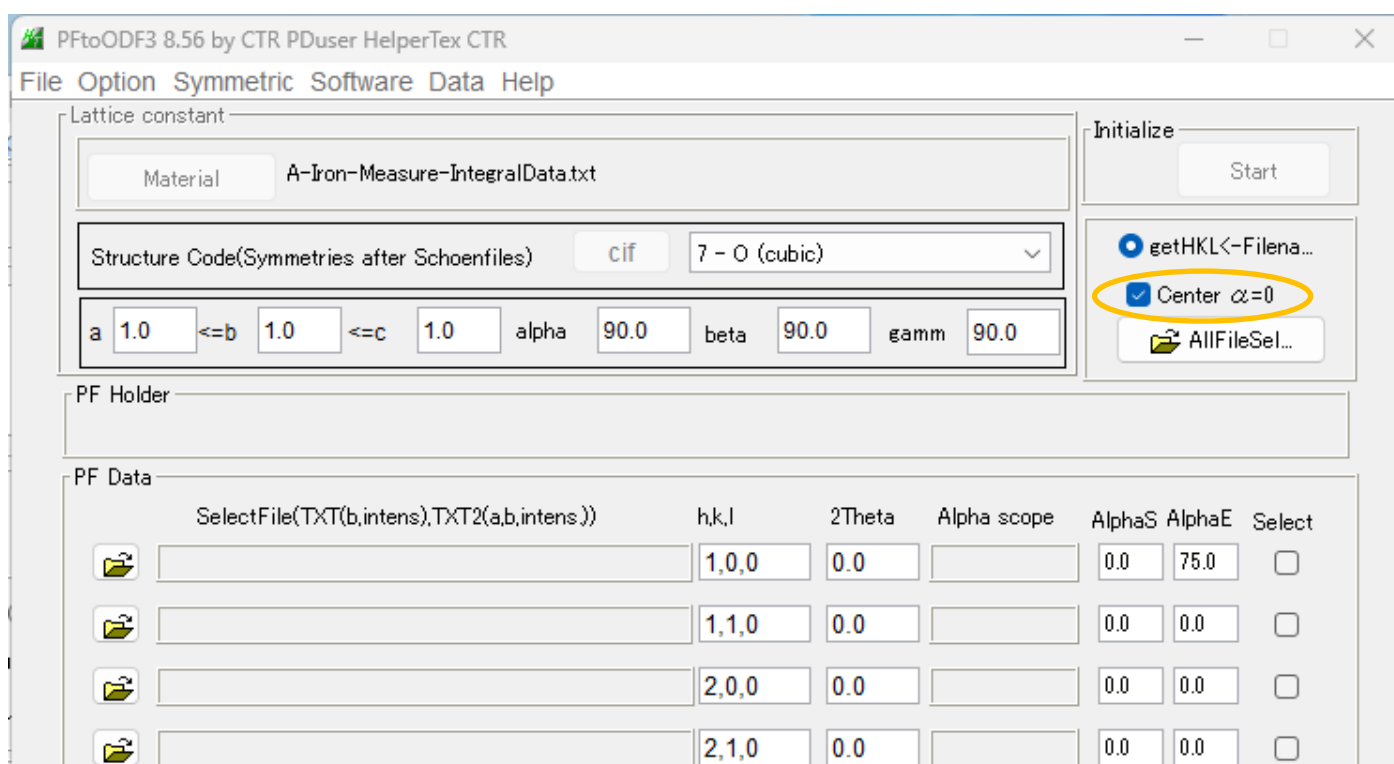 PFtoODF3 8.56 by CTR PDuser HelperTex CTR
File Option Symmetric Software Data Help
Lattice constant
Material A-Iron-Measure-IntegralData.txt
Initialize
Start
Structure Code(Symmetries after Schoenfiles) cif 7 - O (cubic)
getHKL<-Filena...
Center α=0
AllFileSel...
a 1.0 <=b 1.0 <=c 1.0 alpha 90.0 beta 90.0 gamm 90.0
PF Holder
PF Data
SelectFile(TXT(b,intens),TXT2(a,b,intens.)) h,k,l 2Theta Alpha scope AlphaS AlphaE Select
1,0,0 0.0 0.0 75.0
1,1,0 0.0 0.0 0.0
2,0,0 0.0 0.0 0.0
2,1,0 0.0 0.0 0.0